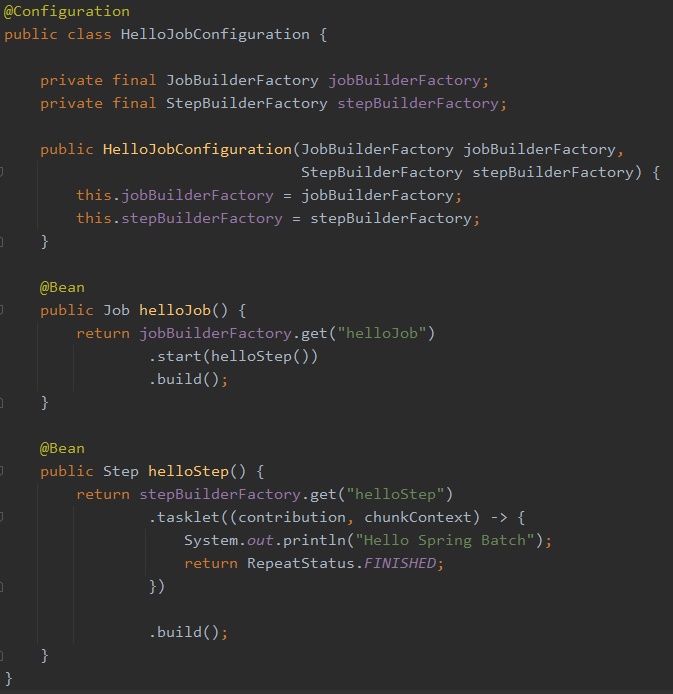 @Configuration
public class HelloJobConfiguration {
private final JobBuilderFactory jobBuilderFactory;
private final StepBuilderFactory stepBuilderFactory;
public HelloJobConfiguration(JobBuilderFactory jobBuilderFactory,
StepBuilderFactory stepBuilderFactory) {
this.jobBuilderFactory = jobBuilderFactory;
this.stepBuilderFactory = stepBuilderFactory;
}
@Bean
public Job helloJob() {
return jobBuilderFactory.get("helloJob")
.start(helloStep())
.build();
}
@Bean
public Step helloStep() {
return stepBuilderFactory.get("helloStep")
.tasklet((contribution, chunkContext) -> {
System.out.println("Hello Spring Batch");
return RepeatStatus.FINISHED;
})
.build();
}
}